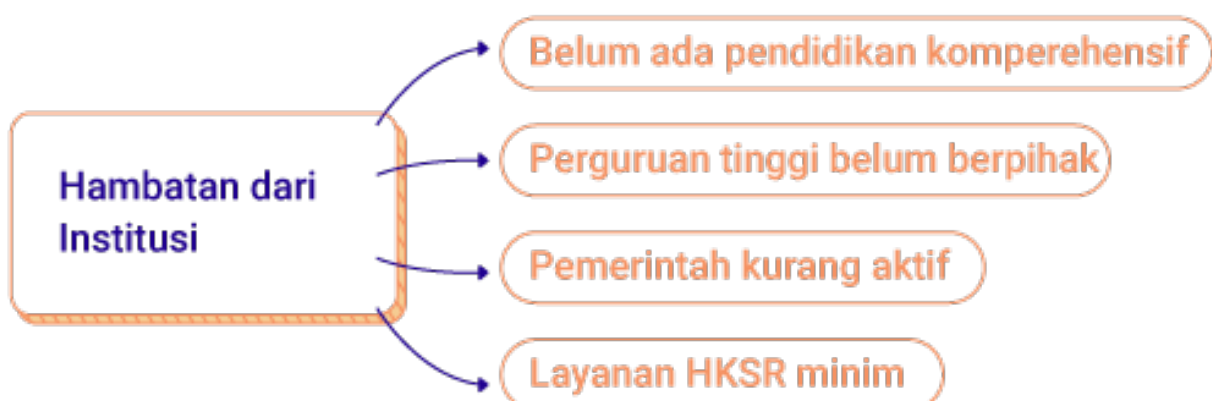 Hambatan dari
Institusi
Belum ada pendidikan komperehensif
Perguruan tinggi belum berpihak
Pemerintah kurang aktif
Layanan HKSR minim